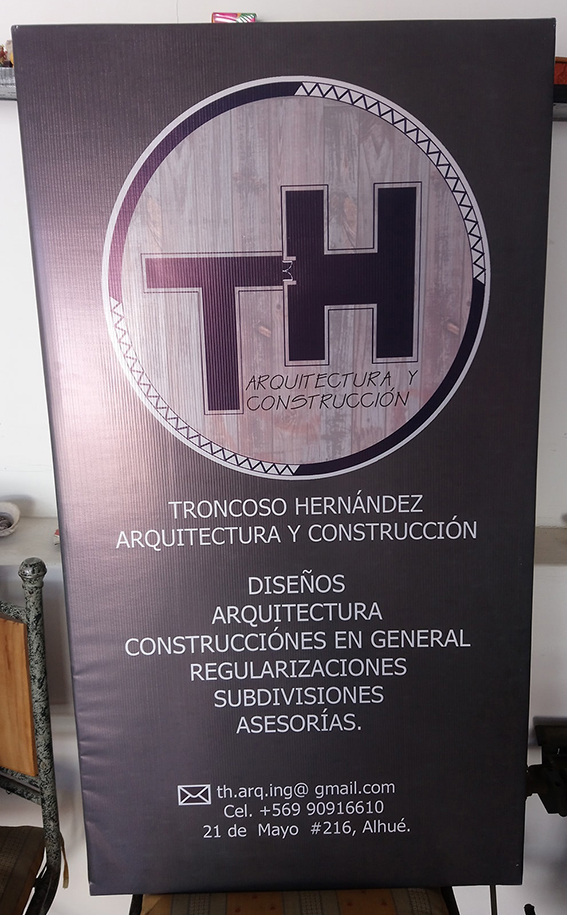 TH
ARQUITECTURA Y
CONSTRUCCIÓN
TRONCOSO HERNÁNDEZ
ARQUITECTURA Y CONSTRUCCIÓN
DISEÑOS
ARQUITECTURA
CONSTRUCCIÓNES EN GENERAL
REGULARIZACIONES
SUBDIVISIONES
ASESORÍAS.
th.arq.ing@ gmail.com
Cel. +569 90916610
21 de Mayo #216, Alhué.